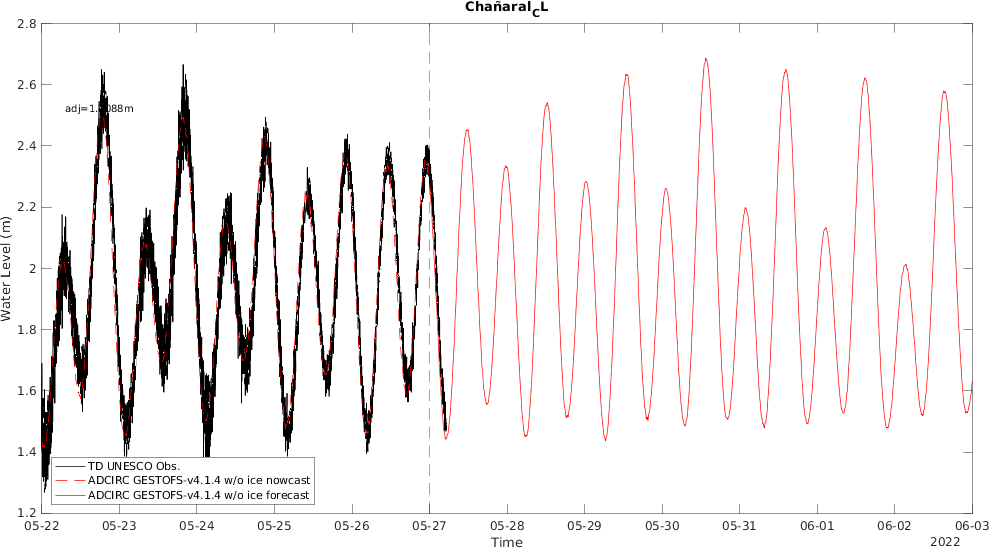 Chañaral_CL
2.8
2.6
2.4
2.2
2
1.8
1.6
1.4
1.2
Water Level (m)
TD UNESCO Obs.
ADCIRC GESTOFS-v4.1.4 w/o ice nowcast
ADCIRC GESTOFS-v4.1.4 w/o ice forecast
05-22 05-23 05-24 05-25 05-26 05-27 05-28 05-29 05-30 05-31 06-01 06-02 06-03
Time
2022